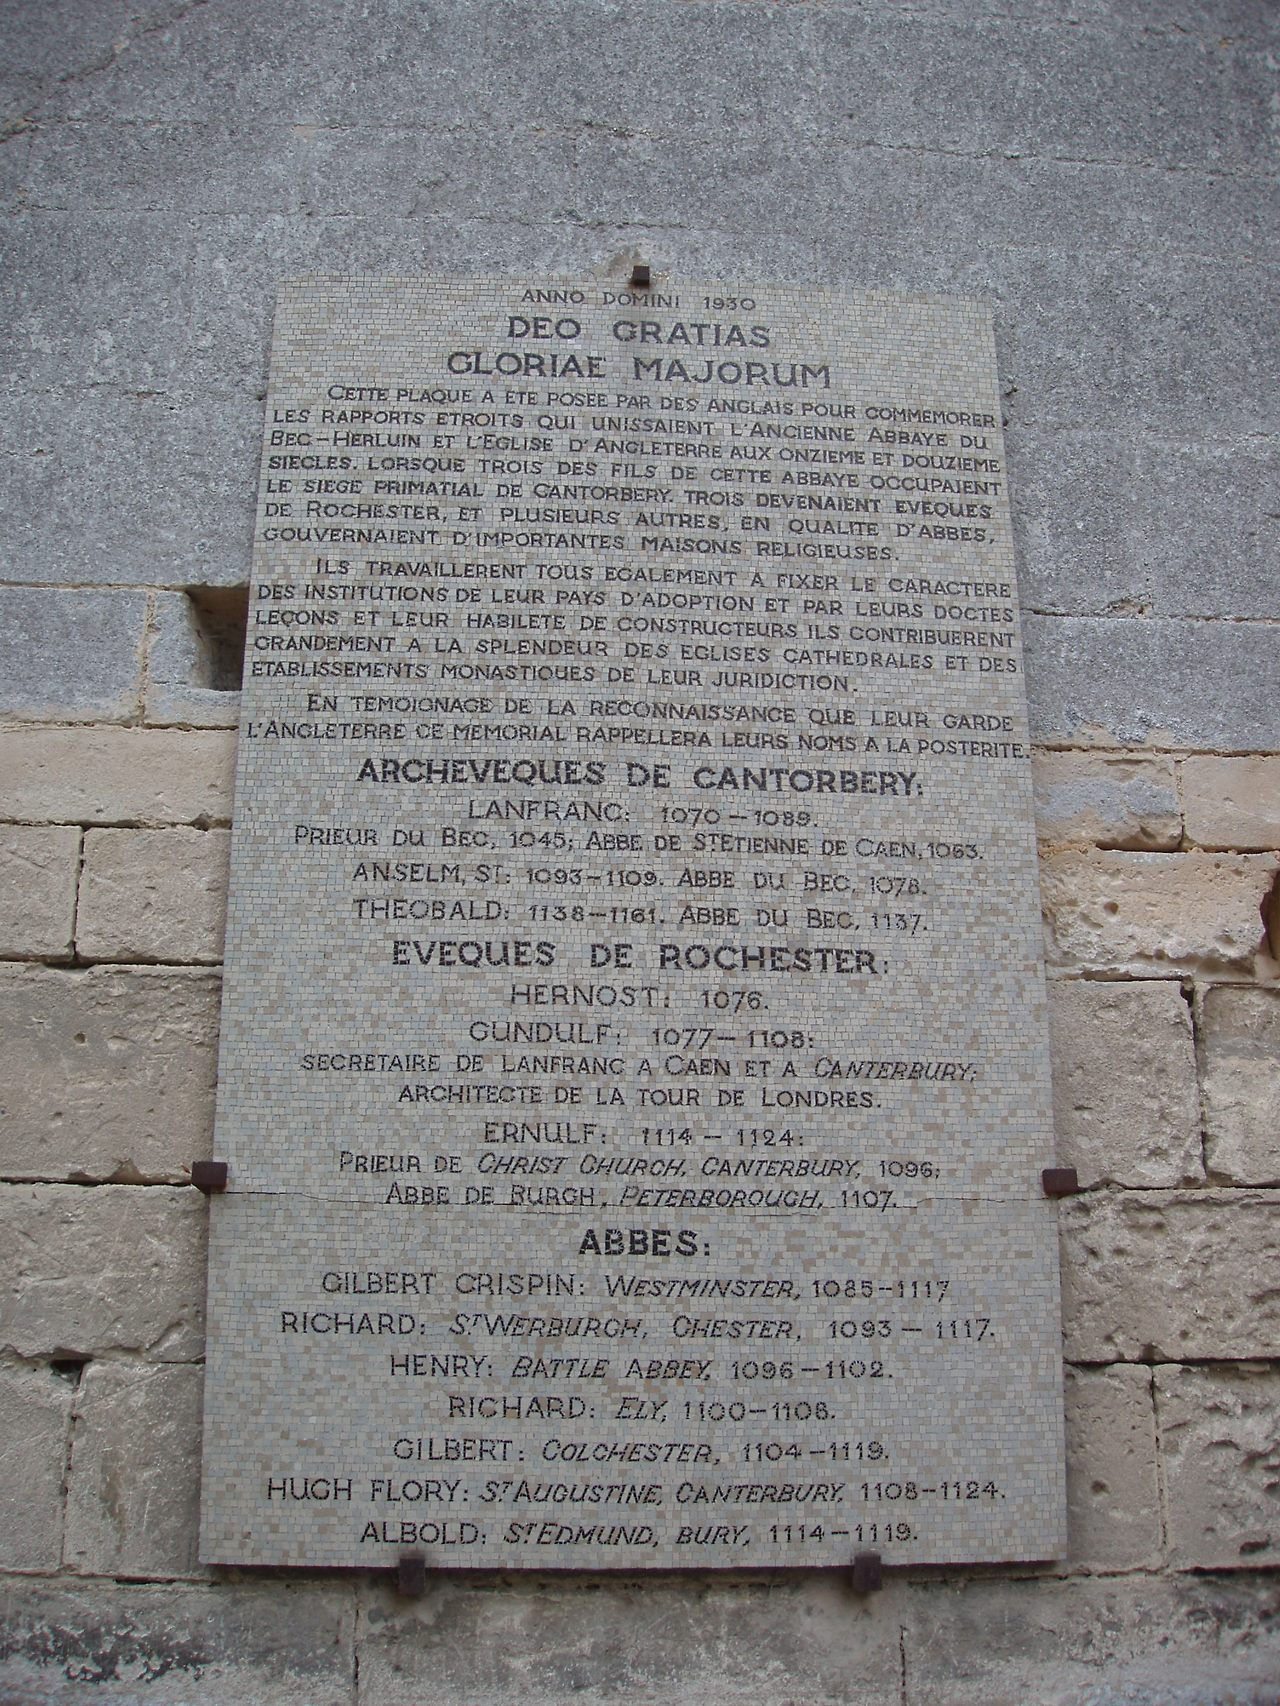 ANNO DOMINI 1930
DEO GRATIAS
GLORIAE MAJORUM
CETTE PLAQUE A ETE POSEE PAR DES ANGLAIS POUR COMMEMORER
LES RAPPORTS ETROITS QUI UNISSAIENT L'ANCIENNE ABBAYE DU
BEC-HERLUIN ET L'EGLISE D'ANGLETERRE AUX ONZIEME ET DOUZIEME
SIECLES. LORSQUE TROIS DES FILS DE CETTE ABBAYE OCCUPAIENT
LE SIEGE PRIMATIAL DE CANTORBERY. TROIS DEVENAIENT EVEQUES
DE ROCHESTER, ET PLUSIEURS AUTRES, EN QUALITE D'ABBES,
GOUVERNAIENT D'IMPORTANTES MAISONS RELIGIEUSES.
ILS TRAVAILLERENT TOUS EGALEMENT A FIXER LE CARACTERE
DES INSTITUTIONS DE LEUR PAYS D'ADOPTION ET PAR LEURS DOCTES
LEÇONS ET LEUR HABILETE DE CONSTRUCTEURS ILS CONTRIBUERENT
GRANDEMENT A LA SPLENDEUR DES EGLISES CATHEDRALES ET DES
ETABLISSEMENTS MONASTIQUES DE LEUR JURIDICTION.
EN TEMOIGNAGE DE LA RECONNAISSANCE QUE LEUR GARDE
L'ANGLETERRE CE MEMORIAL RAPPELLERA LEURS NOMS A LA POSTERITE.
ARCHEVEQUES DE CANTORBERY:
LANFRANC: 1070-1089.
PRIEUR DU BEC, 1045; ABBE DE ST ETIENNE DE CAEN, 1063.
ANSELM, ST: 1093-1109. ABBE DU BEC, 1078.
THEOBALD: 1138-1161. ABBE DU BEC, 1137.
EVEQUES DE ROCHESTER:
HERNOST: 1076.
GUNDULF: 1077-1108:
SECRETAIRE DE LANFRANC A CAEN ET A CANTERBURY;
ARCHITECTE DE LA TOUR DE LONDRES.
ERNULF: 1114-1124:
PRIEUR DE CHRIST CHURCH, CANTERBURY, 1096;
ABBE DE BURGH, PETERBOROUGH, 1107.
ABBES:
GILBERT CRISPIN: WESTMINSTER, 1085-1117
RICHARD: ST WERBURGH, CHESTER, 1093-1117.
HENRY: BATTLE ABBEY, 1096-1102.
RICHARD: ELY, 1100-1108.
GILBERT: COLCHESTER, 1104-1119.
HUGH FLORY: ST AUGUSTINE, CANTERBURY, 1108-1124.
ALBOLD: ST EDMUND, BURY, 1114-1119.